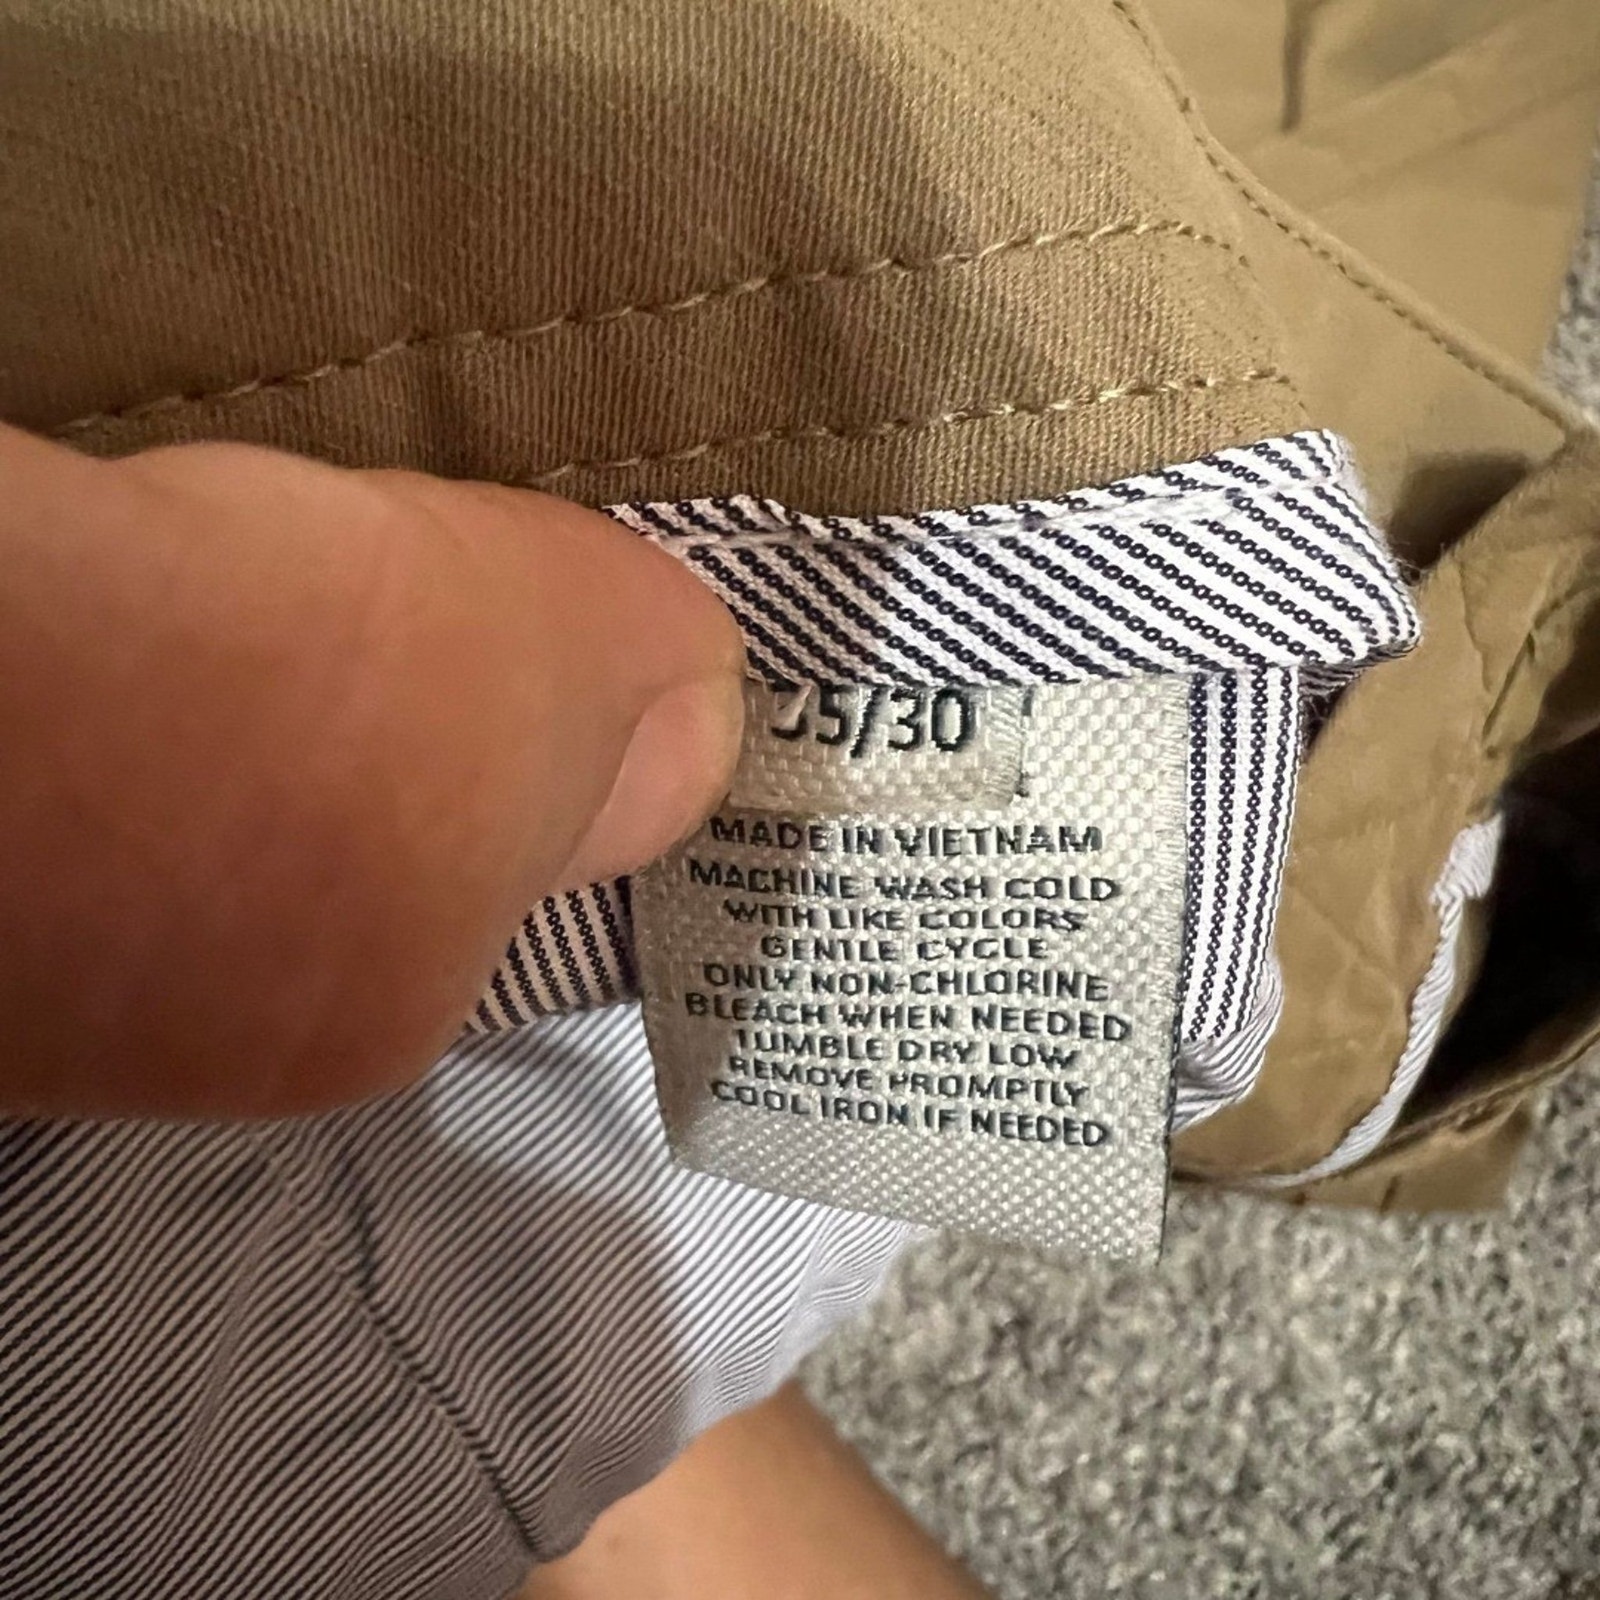 35/30
MADE IN VIETNAM
MACHINE WASH COLD
WITH LIKE COLORS
GENTLE CYCLE
ONLY NON-CHLORINE
BLEACH WHEN NEEDED
TUMBLE DRY LOW
REMOVE PROMPTLY
COOL IRON IF NEEDED